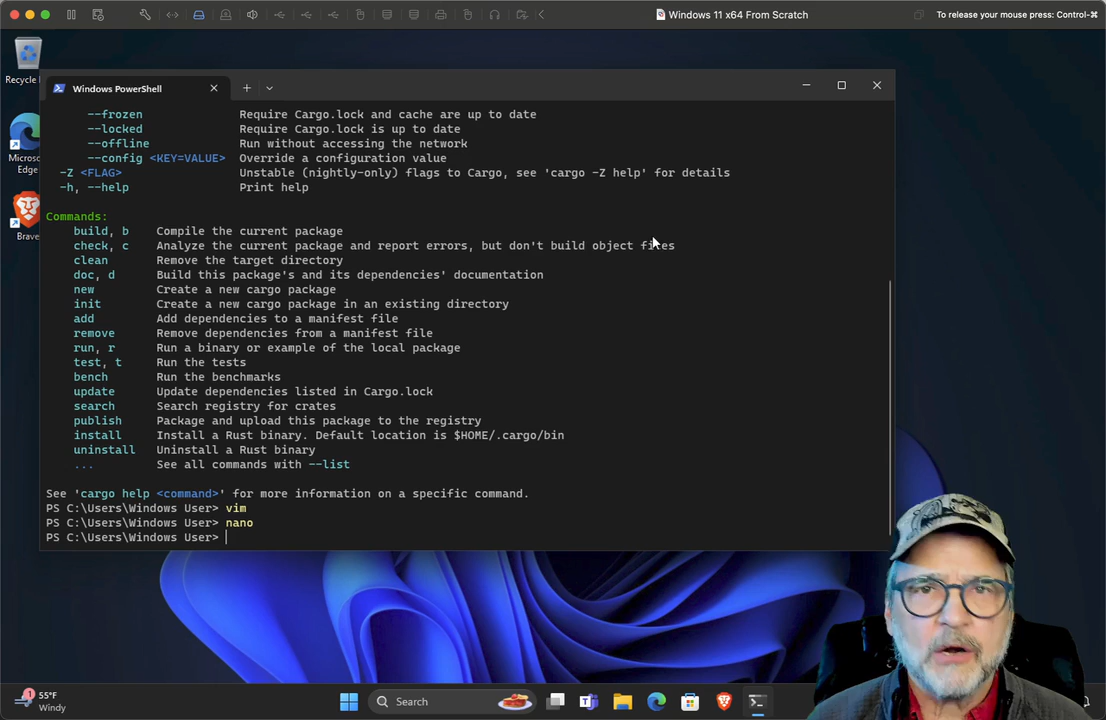 Windows 11 x64 From Scratch
To release your mouse press: Control-⌘
Recycle
Windows PowerShell
--frozen Require Cargo.lock and cache are up to date
--locked Require Cargo.lock is up to date
--offline Run without accessing the network
--config <KEY=VALUE> Override a configuration value
-Z <FLAG> Unstable (nightly-only) flags to Cargo, see 'cargo -Z help' for details
-h, --help Print help
Microsof
Edge
Brave
Commands:
build, b Compile the current package
check, c Analyze the current package and report errors, but don't build object files
clean Remove the target directory
doc, d Build this package's and its dependencies' documentation
new Create a new cargo package
init Create a new cargo package in an existing directory
add Add dependencies to a manifest file
remove Remove dependencies from a manifest file
run, r Run a binary or example of the local package
test, t Run the tests
bench Run the benchmarks
update Update dependencies listed in Cargo.lock
search Search registry for crates
publish Package and upload this package to the registry
install Install a Rust binary. Default location is $HOME/.cargo/bin
uninstall Uninstall a Rust binary
... See all commands with --list
See 'cargo help <command>' for more information on a specific command.
PS C:\Users\Windows User> vim
PS C:\Users\Windows User> nano
PS C:\Users\Windows User>
1
55°F
Windy
Search